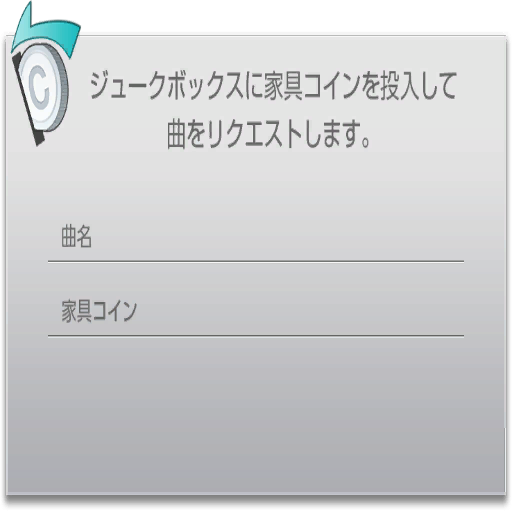 ジュークボックスに家具コインを投入して
曲をリクエストします。
曲名
家具コイン